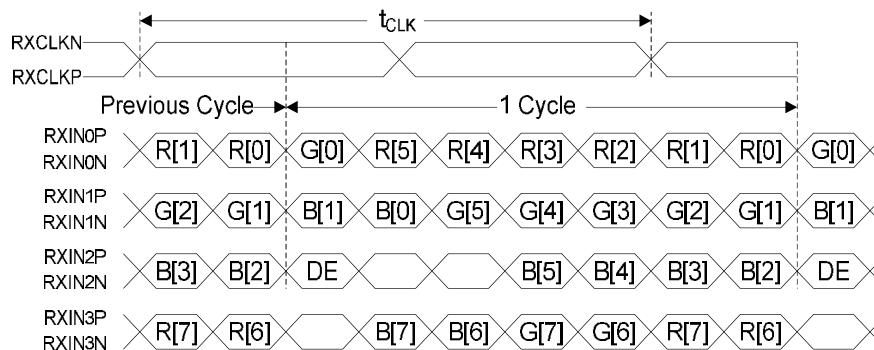 tCLK
RXCLKN
RXCLKP
Previous Cycle 1 Cycle
RXIN0P
RXIN0N
R[1] R[0] G[0] R[5] R[4] R[3] R[2] R[1] R[0] G[0]
RXIN1P
RXIN1N
G[2] G[1] B[1] B[0] G[5] G[4] G[3] G[2] G[1] B[1]
RXIN2P
RXIN2N
B[3] B[2] DE B[5] B[4] B[3] B[2] DE
RXIN3P
RXIN3N
R[7] R[6] B[7] B[6] G[7] G[6] R[7] R[6]